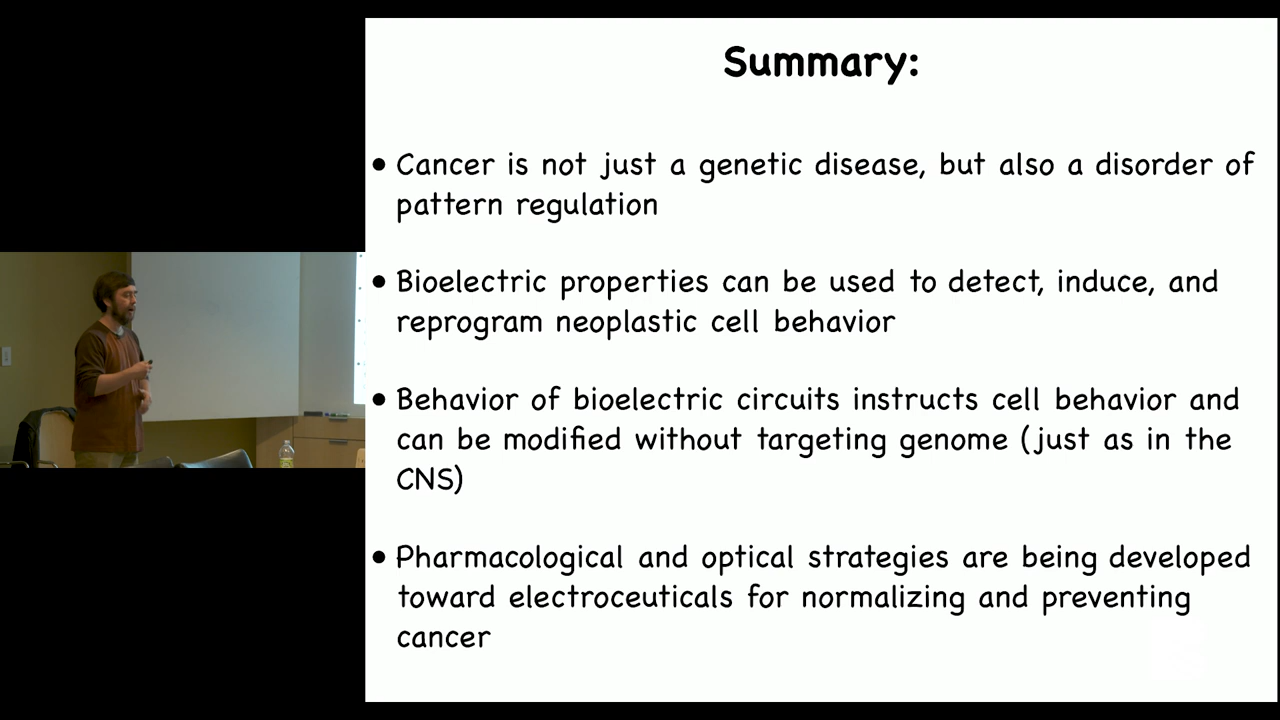 Summary:
• Cancer is not just a genetic disease, but also a disorder of
pattern regulation
• Bioelectric properties can be used to detect, induce, and
reprogram neoplastic cell behavior
• Behavior of bioelectric circuits instructs cell behavior and
can be modified without targeting genome (just as in the
CNS)
• Pharmacological and optical strategies are being developed
toward electroceuticals for normalizing and preventing
cancer